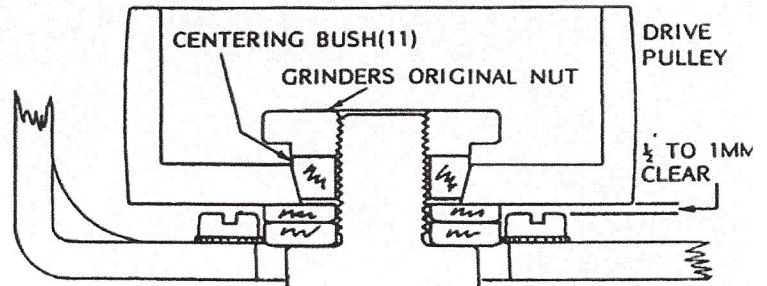 CENTERING BUSH(11)
GRINDERS ORIGINAL NUT
DRIVE
PULLEY
½ TO 1MM
CLEAR